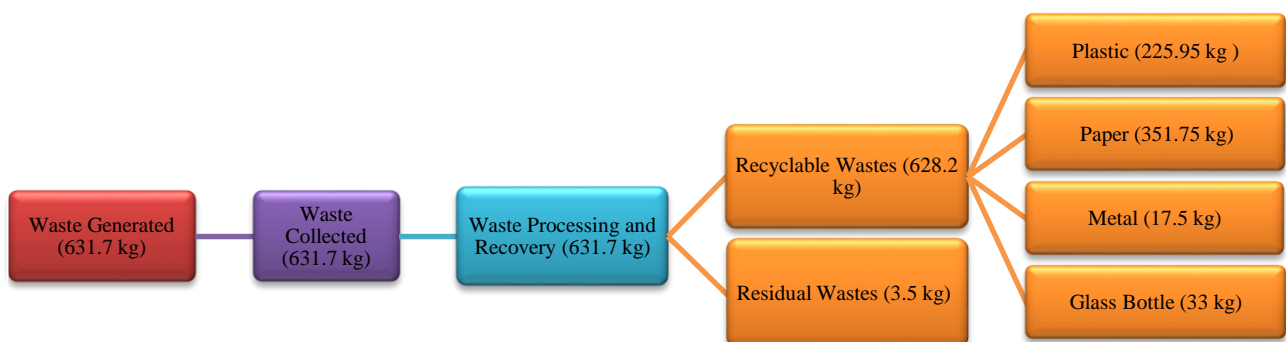 Waste Generated
(631.7 kg)
Waste
Collected
(631.7 kg)
Waste Processing and
Recovery (631.7 kg)
Recyclable Wastes (628.2
kg)
Residual Wastes (3.5 kg)
Plastic (225.95 kg )
Paper (351.75 kg)
Metal (17.5 kg)
Glass Bottle (33 kg)